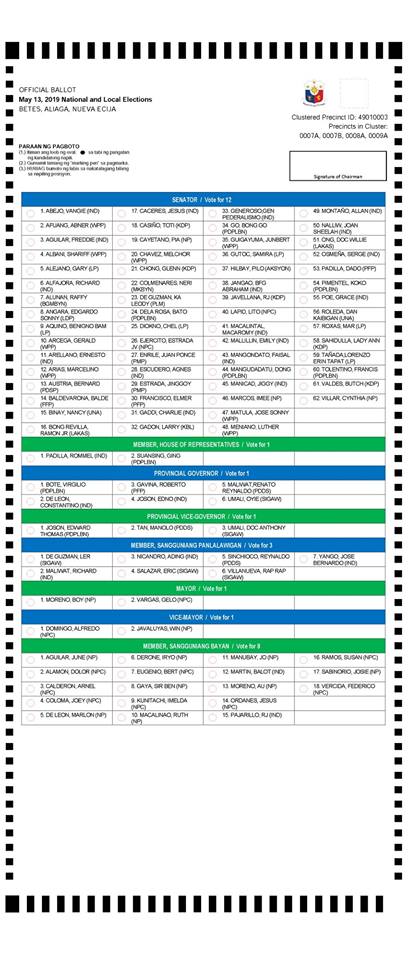 OFFICIAL BALLOT
May 13, 2019 National and Local Elections
BETES, ALIAGA, NUEVA ECIJA
Clustered Precinct ID: 49010003
Precincts in Cluster:
0007A, 0007B, 0008A, 0009A
PARAAN NG PAGBOTO
(1.) Itiman ang loob ng oval sa tabi ng pangalan
ng kandidatong napili.
(2.) Gumamit lamang ng "marking pen" sa pagmarka.
(3.) HUWAG bumoto ng labis sa nakatalagang bilang
sa napiling posisyon.
Signature of Chairman
SENATOR / Vote for 12
1. ABEJO, VANGIE (IND)
17. CACERES, JESUS (IND)
33. GENEROSO,GEN
PEDERALISMO (IND)
49. MONTAÑO, ALLAN (IND)
2. AFUANG, ABNER (WPP)
18. CASIÑO, TOTI (KDP)
34. GO, BONG GO
(PDPLBN)
50. NALLIW, JOAN
SHEELAH (IND)
3. AGUILAR, FREDDIE (IND)
19. CAYETANO, PIA (NP)
35. GUIGAYUMA, JUNBERT
(WPP)
51. ONG, DOC WILLIE
(LAKAS)
4. ALBANI, SHARIFF (WPP)
20. CHAVEZ, MELCHOR
(WPP)
36. GUTOC, SAMIRA (LP)
52. OSMEÑA, SERGE (IND)
5. ALEJANO, GARY (LP)
21. CHONG, GLENN (KDP)
37. HILBAY, PILO (AKSYON)
53. PADILLA, DADO (PFP)
6. ALFAJORA, RICHARD
(IND)
22. COLMENARES, NERI
(MKBYN)
38. JANGAO, BFG
ABRAHAM (IND)
54. PIMENTEL, KOKO
(PDPLBN)
7. ALUNAN, RAFFY
(BGMBYN)
23. DE GUZMAN, KA
LEODY (PLM)
39. JAVELLANA, RJ (KDP)
55. POE, GRACE (IND)
8. ANGARA, EDGARDO
SONNY (LDP)
24. DELA ROSA, BATO
(PDPLBN)
40. LAPID, LITO (NPC)
56. ROLEDA, DAN
KAIBIGAN (UNA)
9. AQUINO, BENIGNO BAM
(LP)
25. DIOKNO, CHEL (LP)
41. MACALINTAL,
MACAROMY (IND)
57. ROXAS, MAR (LP)
10. ARCEGA, GERALD
(WPP)
26. EJERCITO, ESTRADA
JV (NPC)
42. MALLILLIN, EMILY (IND)
58. SAHIDULLA, LADY ANN
(KDP)
11. ARELLANO, ERNESTO
(IND)
27. ENRILE, JUAN PONCE
(PMP)
43. MANGONDATO, FAISAL
(IND)
59. TAÑADA,LORENZO
ERIN TAPAT (LP)
12. ARIAS, MARCELINO
(WPP)
28. ESCUDERO, AGNES
(IND)
44. MANGUDADATU, DONG
(PDPLBN)
60. TOLENTINO, FRANCIS
(PDPLBN)
13. AUSTRIA, BERNARD
(PDSP)
29. ESTRADA, JINGGOY
(PMP)
45. MANICAD, JIGGY (IND)
61. VALDES, BUTCH (KDP)
14. BALDEVARONA, BALDE
(FFP)
30. FRANCISCO, ELMER
(PFP)
46. MARCOS, IMEE (NP)
62. VILLAR, CYNTHIA (NP)
15. BINAY, NANCY (UNA)
31. GADDI, CHARLIE (IND)
47. MATULA, JOSE SONNY
(WPP)
16. BONG REVILLA,
RAMON JR (LAKAS)
32. GADON, LARRY (KBL)
48. MENIANO, LUTHER
(WPP)
MEMBER, HOUSE OF REPRESENTATIVES / Vote for 1
1. PADILLA, ROMMEL (IND)
2. SUANSING, GING
(PDPLBN)
PROVINCIAL GOVERNOR / Vote for 1
1. BOTE, VIRGILIO
(PDPLBN)
3. GAVINA, ROBERTO
(PFP)
5. MALIWAT,RENATO
REYNALDO (PDDS)
2. DE LEON,
CONSTANTINO (IND)
4. JOSON, EDNO (IND)
6. UMALI, OYIE (SIGAW)
PROVINCIAL VICE-GOVERNOR / Vote for 1
1. JOSON, EDWARD
THOMAS (PDPLBN)
2. TAN, MANOLO (PDDS)
3. UMALI, DOC ANTHONY
(SIGAW)
MEMBER, SANGGUNIANG PANLALAWIGAN / Vote for 3
1. DE GUZMAN, LER
(SIGAW)
3. NICANDRO, ADING (IND)
5. SINCHIOCO, REYNALDO
(PDDS)
7. YANGO, JOSE
BERNARDO (IND)
2. MALIWAT, RICHARD
(IND)
4. SALAZAR, ERIC (SIGAW)
6. VILLANUEVA, RAP RAP
(SIGAW)
MAYOR / Vote for 1
1. MORENO, BOY (NP)
2. VARGAS, GELO (NPC)
VICE-MAYOR / Vote for 1
1. DOMINGO, ALFREDO
(NPC)
2. JAVALUYAS, WIN (NP)
MEMBER, SANGGUNIANG BAYAN / Vote for 8
1. AGUILAR, JUNE (NP)
6. DERONE, IRYO (NP)
11. MANUBAY, JO (NP)
16. RAMOS, SUSAN (NPC)
2. ALAMON, DOLOR (NPC)
7. EUGENIO, BERT (NPC)
12. MARTIN, BALOT (IND)
17. SABINORIO, JOSIE (NP)
3. CALDERON, ARNEL
(NPC)
8. GAYA, SIR BEN (NP)
13. MORENO, AU (NP)
18. VERCIDA, FEDERICO
(NPC)
4. COLOMA, JOEY (NPC)
9. KUNITACHI, IMELDA
(NPC)
14. ORDANES, JESUS
(NPC)
5. DE LEON, MARLON (NP)
10. MACALINAO, RUTH
(NP)
15. PAJARILLO, RJ (IND)